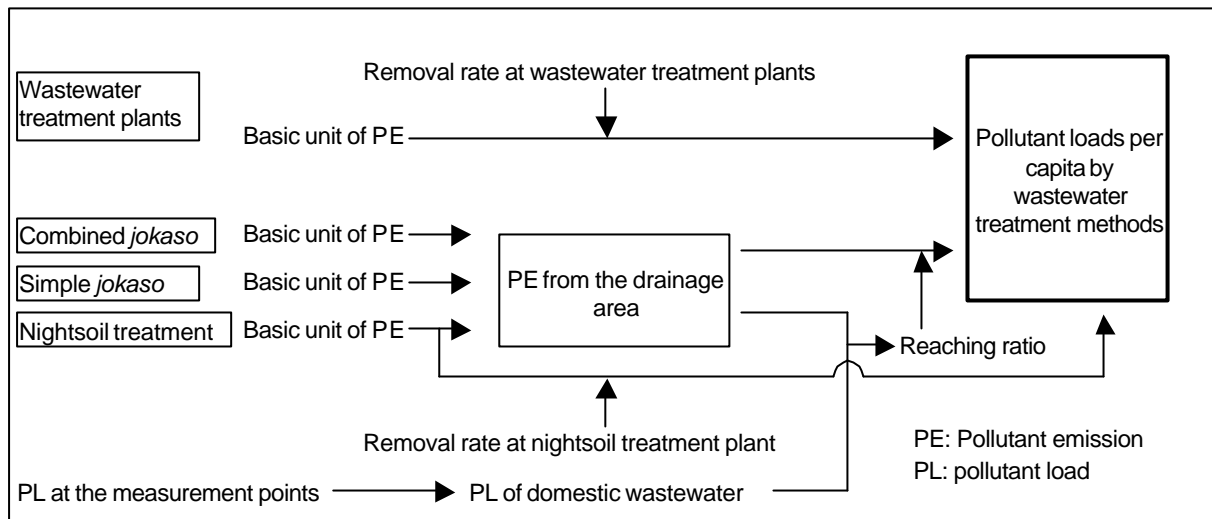 Removal rate at wastewater treatment plants
Wastewater
treatment plants
Basic unit of PE
Pollutant loads per
capita by
wastewater
treatment methods
Combined jokaso
Basic unit of PE
Simple jokaso
Basic unit of PE
PE from the drainage
area
Nightsoil treatment
Basic unit of PE
Reaching ratio
Removal rate at nightsoil treatment plant
PE: Pollutant emission
PL: pollutant load
PL at the measurement points
PL of domestic wastewater